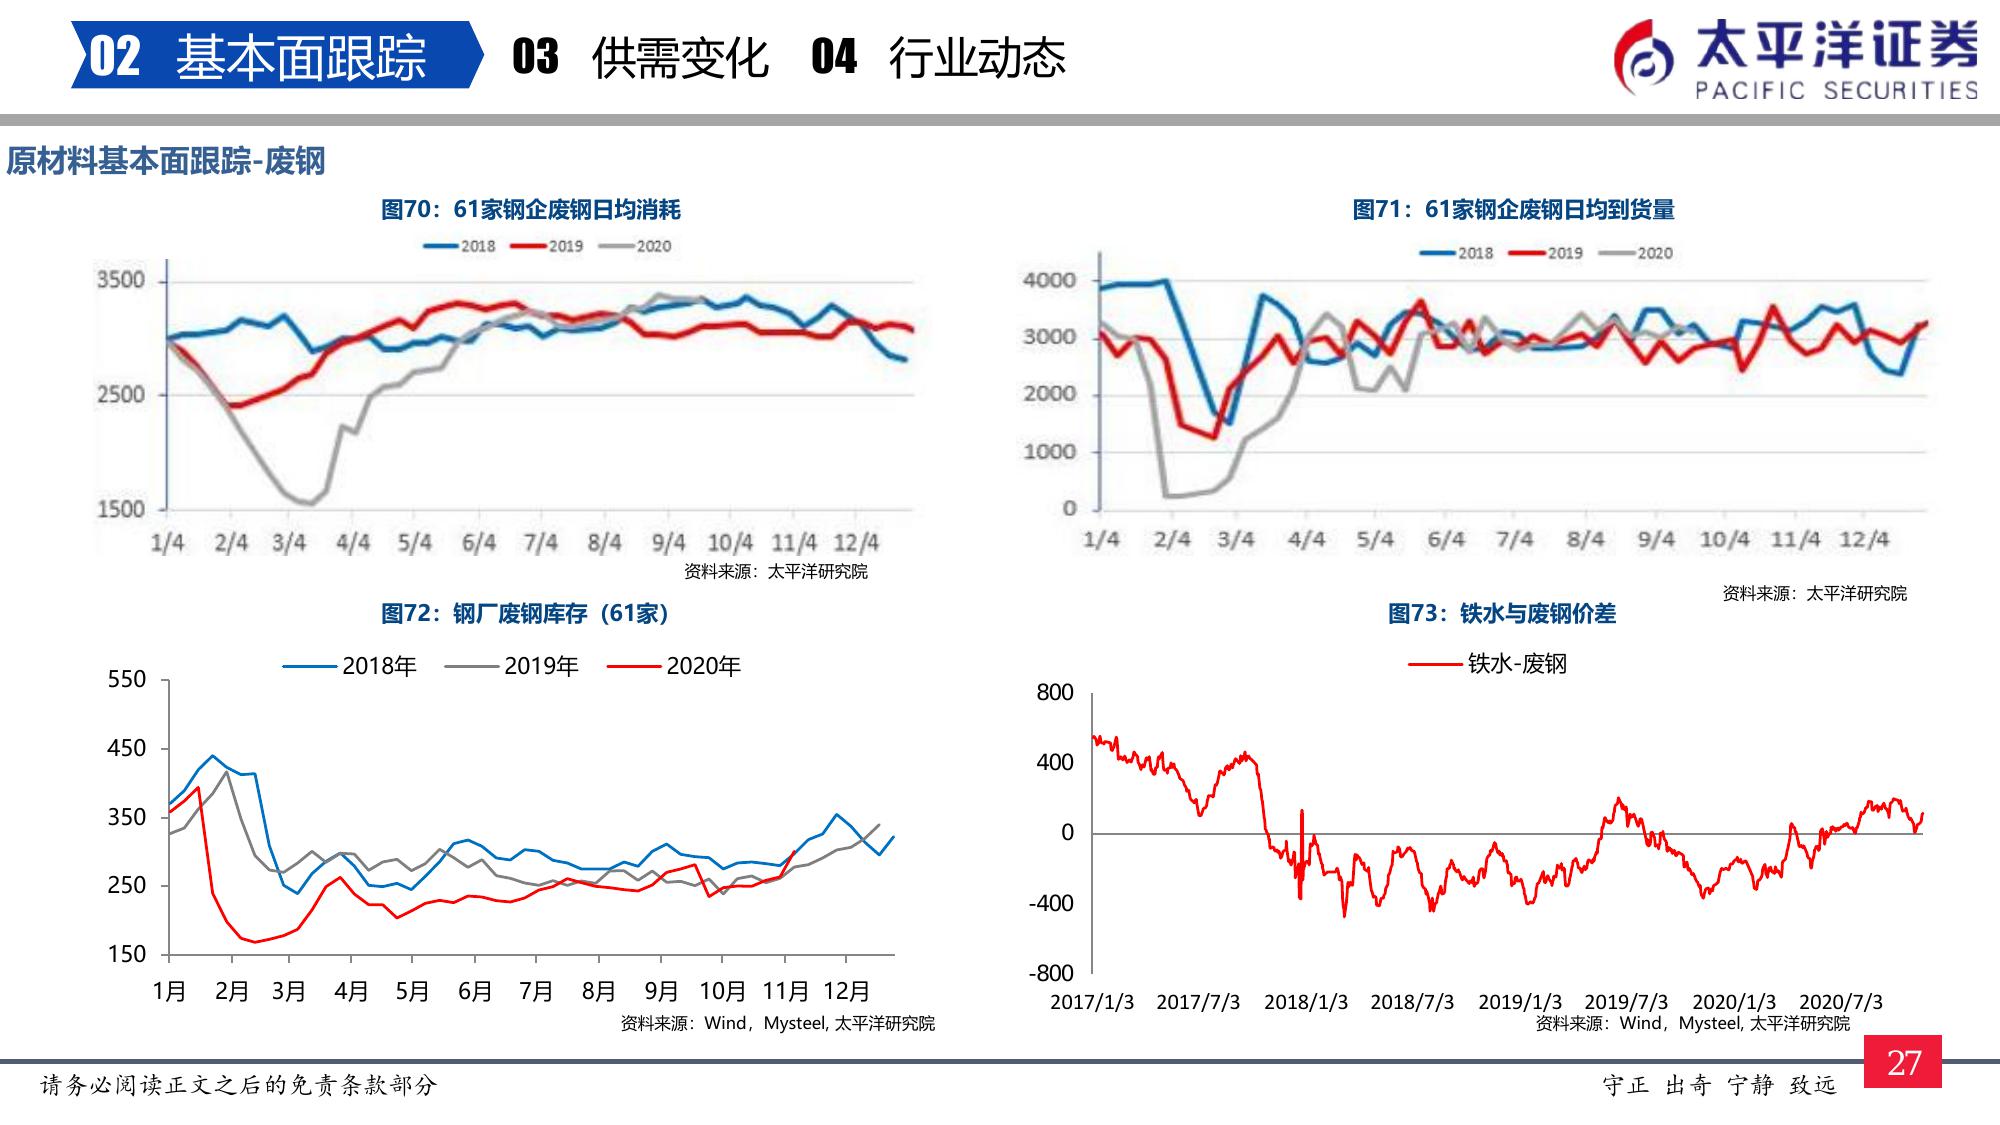 02 基本面跟踪 03 供需变化 04 行业动态
太平洋证券
PACIFIC SECURITIES
原材料基本面跟踪-废钢
图70：61家钢企废钢日均消耗
2018 2019 2020
3500
2500
1500
1/4 2/4 3/4 4/4 5/4 6/4 7/4 8/4 9/4 10/4 11/4 12/4
资料来源：太平洋研究院
图71：61家钢企废钢日均到货量
2018 2019 2020
4000
3000
2000
1000
0
1/4 2/4 3/4 4/4 5/4 6/4 7/4 8/4 9/4 10/4 11/4 12/4
资料来源：太平洋研究院
图72：钢厂废钢库存（61家）
2018年 2019年 2020年
550
450
350
250
150
1月 2月 3月 4月 5月 6月 7月 8月 9月 10月 11月 12月
资料来源：Wind，Mysteel, 太平洋研究院
图73：铁水与废钢价差
铁水-废钢
800
400
0
-400
-800
2017/1/3 2017/7/3 2018/1/3 2018/7/3 2019/1/3 2019/7/3 2020/1/3 2020/7/3
资料来源：Wind，Mysteel, 太平洋研究院
请务必阅读正文之后的免责条款部分
守正 出奇 宁静 致远
27